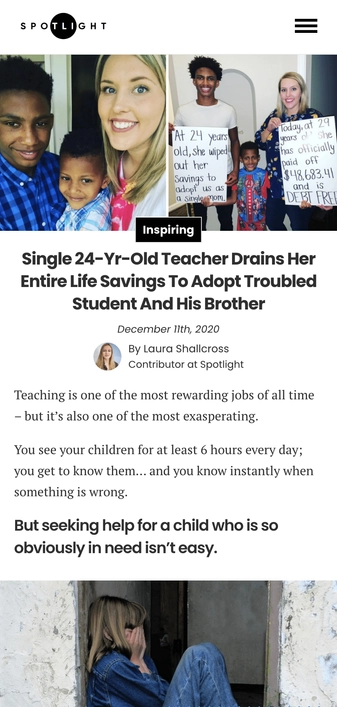 SPOTLIGHT
At 24 years
old, she wiped
out her
savings to
adopt us as
a single mom.
Today, at 29
years old she
has officially
paid off
$48,683.41
and is
DEBT FREE!
Inspiring
Single 24-Yr-Old Teacher Drains Her
Entire Life Savings To Adopt Troubled
Student And His Brother
December 11th, 2020
By Laura Shallcross
Contributor at Spotlight
Teaching is one of the most rewarding jobs of all time
– but it’s also one of the most exasperating.
You see your children for at least 6 hours every day;
you get to know them… and you know instantly when
something is wrong.
But seeking help for a child who is so
obviously in need isn’t easy.